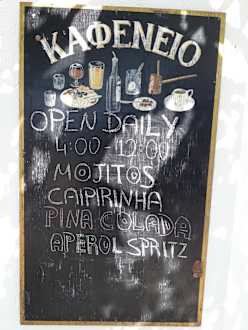 ΚΑΦΕΝΕΙΟ
OPEN DAILY
4:00-12:00
MOJITOS
CAIPIRINHA
PINA COLADA
APEROL SPRITZ